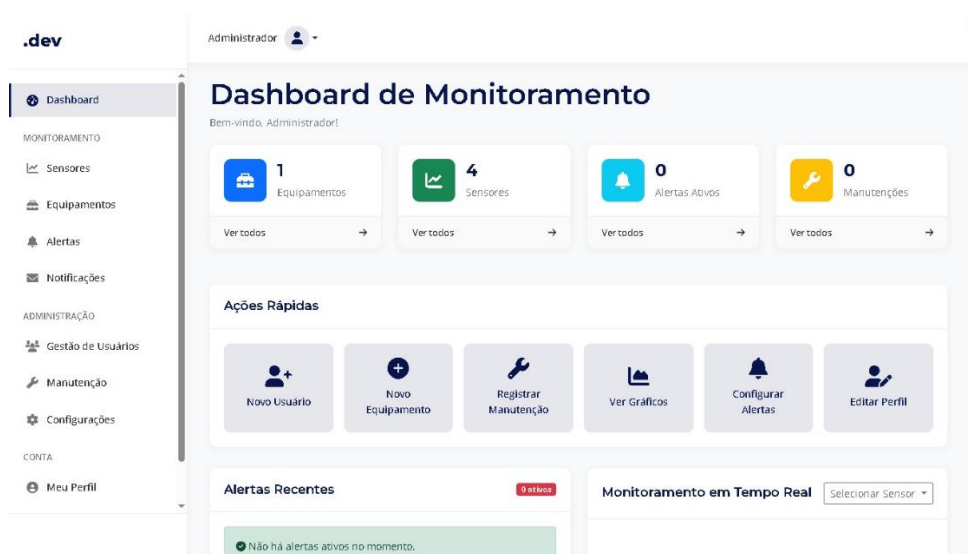 .dev
Administrador
Dashboard
MONITORAMENTO
Sensores
Equipamentos
Alertas
Notificações
ADMINISTRAÇÃO
Gestão de Usuários
Manutenção
Configurações
CONTA
Meu Perfil
Dashboard de Monitoramento
Bem-vindo, Administrador!
1
Equipamentos
Ver todos
4
Sensores
Ver todos
0
Alertas Ativos
Ver todos
0
Manutenções
Ver todos
Ações Rápidas
Novo Usuário
Novo
Equipamento
Registrar
Manutenção
Ver Gráficos
Configurar
Alertas
Editar Perfil
Alertas Recentes
0 ativos
Não há alertas ativos no momento.
Monitoramento em Tempo Real
Selecionar Sensor